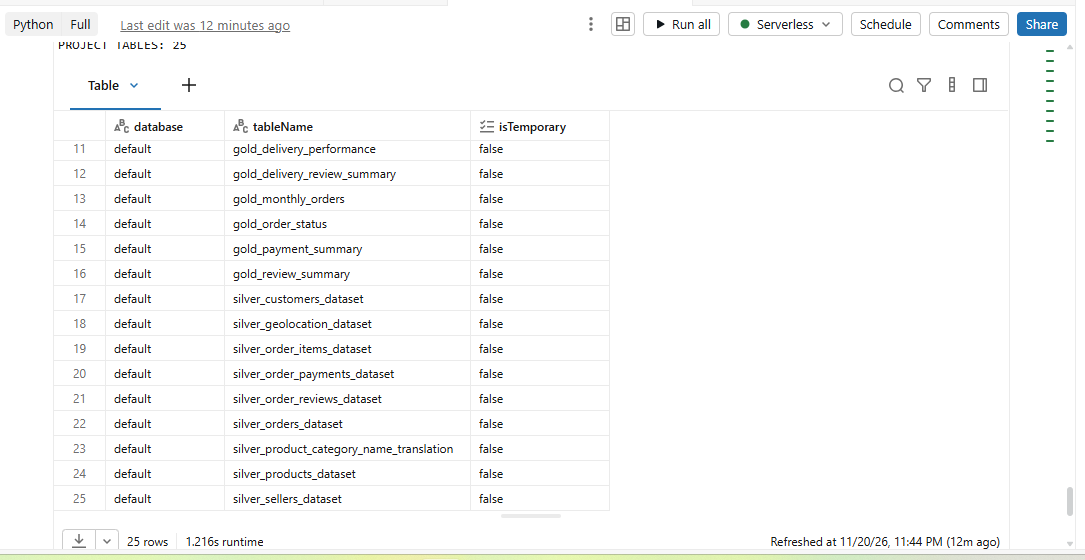 Python Full Last edit was 12 minutes ago Run all Serverless Schedule Comments Share
PROJECT TABLES: 25
Table +
database tableName isTemporary
11 default gold_delivery_performance false
12 default gold_delivery_review_summary false
13 default gold_monthly_orders false
14 default gold_order_status false
15 default gold_payment_summary false
16 default gold_review_summary false
17 default silver_customers_dataset false
18 default silver_geolocation_dataset false
19 default silver_order_items_dataset false
20 default silver_order_payments_dataset false
21 default silver_order_reviews_dataset false
22 default silver_orders_dataset false
23 default silver_product_category_name_translation false
24 default silver_products_dataset false
25 default silver_sellers_dataset false
25 rows 1.216s runtime Refreshed at 11/20/26, 11:44 PM (12m ago)